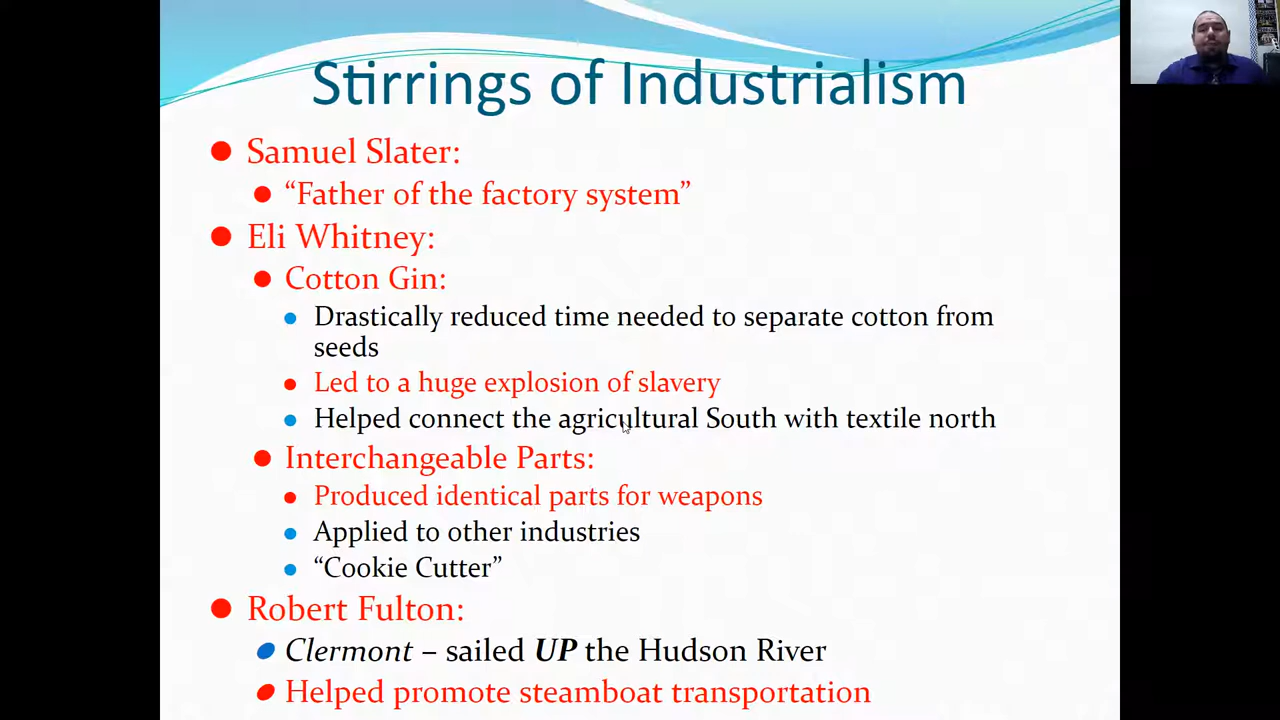 Stirrings of Industrialism
Samuel Slater:
“Father of the factory system”
Eli Whitney:
Cotton Gin:
Drastically reduced time needed to separate cotton from
seeds
Led to a huge explosion of slavery
Helped connect the agricultural South with textile north
Interchangeable Parts:
Produced identical parts for weapons
Applied to other industries
“Cookie Cutter”
Robert Fulton:
Clermont – sailed UP the Hudson River
Helped promote steamboat transportation